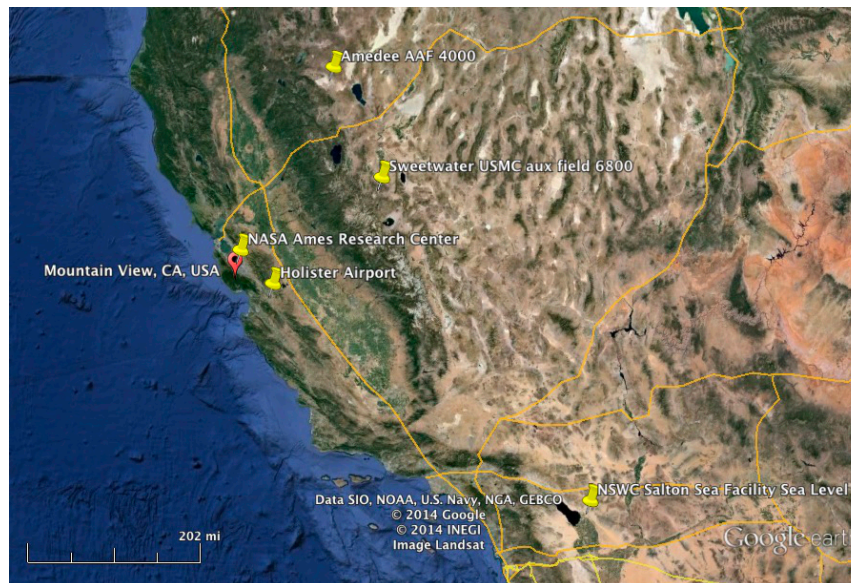 Amedee AAF 4000
Sweetwater USMC aux field 6800
NASA Ames Research Center
Mountain View, CA, USA
Holister Airport
NSWC Salton Sea Facility Sea Level
Data SIO, NOAA, U.S. Navy, NGA, GEBCO
© 2014 Google
© 2014 INEGI
Image Landsat
202 mi
Google earth